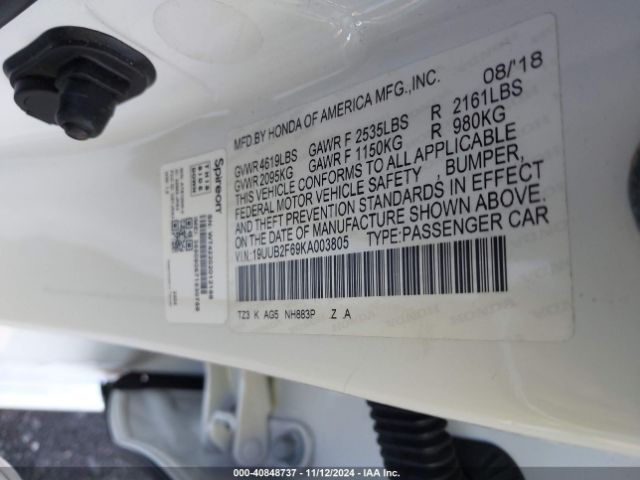 MFD.BY HONDA OF AMERICA MFG.,INC. 08/'18
GVWR 4619LBS GAWR F 2535LBS R 2161LBS
GVWR 2095KG GAWR F 1150KG R 980KG
THIS VEHICLE CONFORMS TO ALL APPLICABLE
FEDERAL MOTOR VEHICLE SAFETY , BUMPER,
AND THEFT PREVENTION STANDARDS IN EFFECT
ON THE DATE OF MANUFACTURE SHOWN ABOVE.
V.I.N:19UUB2F69KA003805 TYPE:PASSENGER CAR
TZ3 K AG5 NH883P Z A
Spireon
THIS
SIDE
DOWN
000-40848737 - 11/12/2024 - IAA Inc.